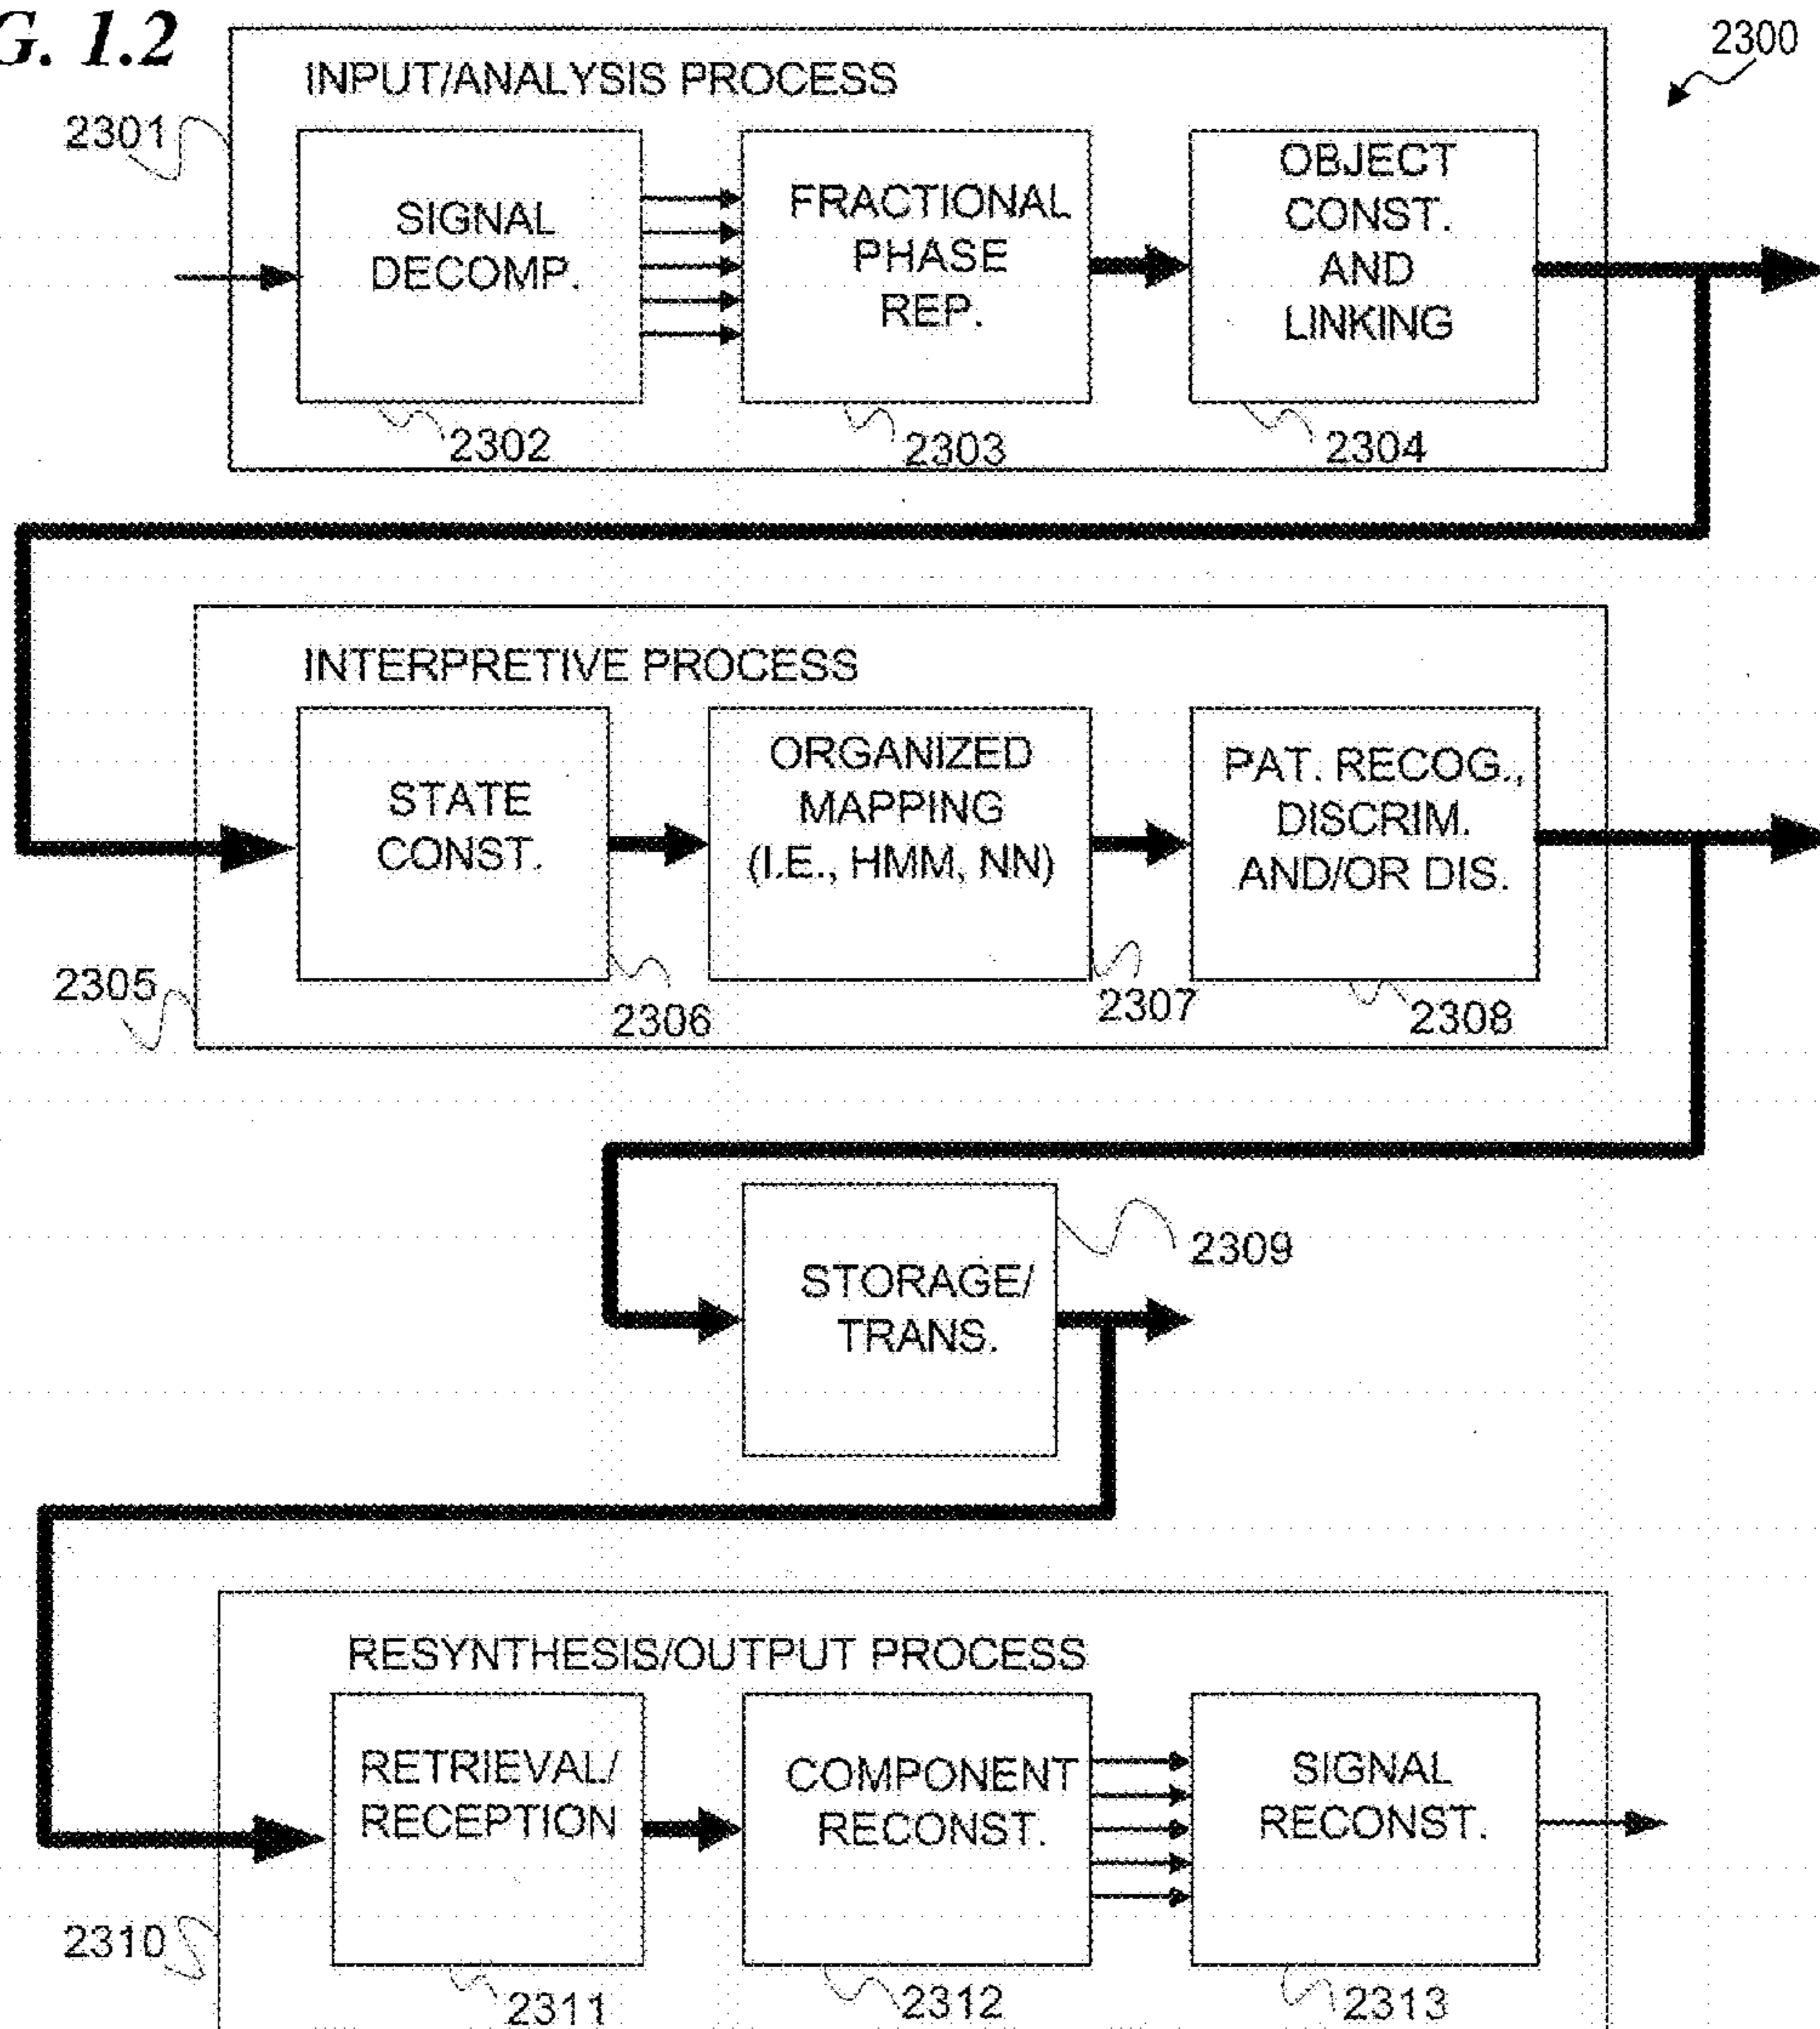 G. 1.2
2300
INPUT/ANALYSIS PROCESS
2301
SIGNAL
DECOMP.
FRACTIONAL
PHASE
REP.
OBJECT
CONST.
AND
LINKING
2302
2303
2304
INTERPRETIVE PROCESS
STATE
CONST.
ORGANIZED
MAPPING
(I.E., HMM, NN)
PAT. RECOG.,
DISCRIM.
AND/OR DIS.
2305
2306
2307
2308
2309
STORAGE/
TRANS.
RESYNTHESIS/OUTPUT PROCESS
RETRIEVAL/
RECEPTION
COMPONENT
RECONST.
SIGNAL
RECONST.
2310
2311
2312
2313